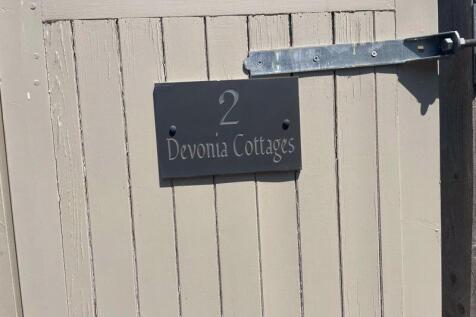 2
Devonia Cottages